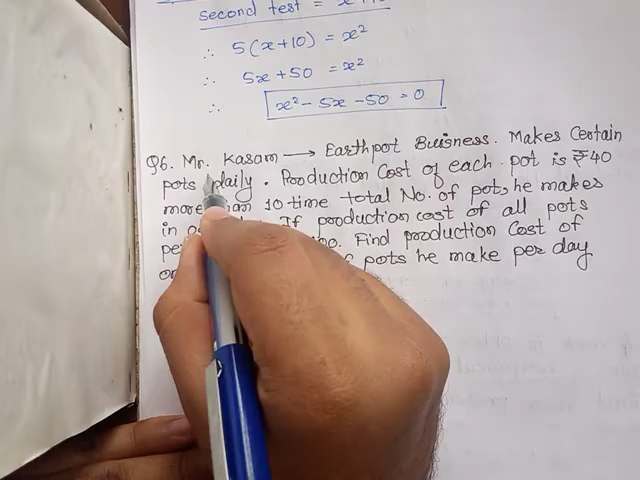 second test =
∴ 5(x+10) = x²
∴ 5x+50 = x²
∴ x² - 5x - 50 = 0
Q6. Mr. Kasam → Earthpot Buisness. Makes Certain
pots daily. Production Cost of each pot is ₹40
more 10 time total No. of pots he makes
in If production cost of all pots
Find production Cost of
pots he make per day